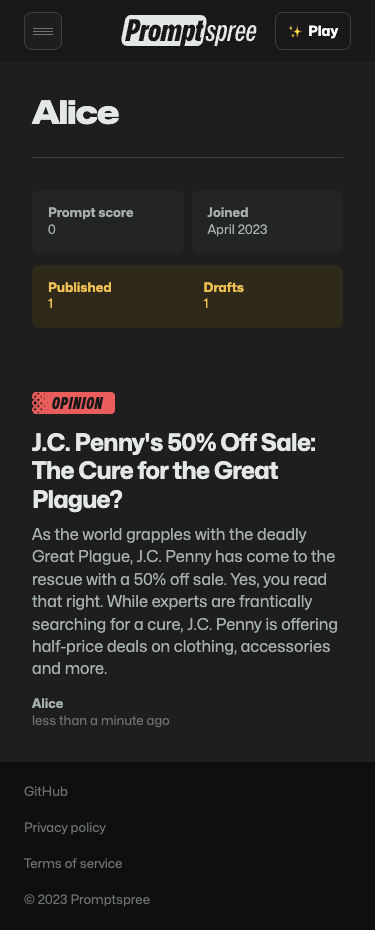 Promptspree
✨ Play
Alice
Prompt score
0
Joined
April 2023
Published
1
Drafts
1
OPINION
J.C. Penny's 50% Off Sale:
The Cure for the Great
Plague?
As the world grapples with the deadly
Great Plague, J.C. Penny has come to the
rescue with a 50% off sale. Yes, you read
that right. While experts are frantically
searching for a cure, J.C. Penny is offering
half-price deals on clothing, accessories
and more.
Alice
less than a minute ago
GitHub
Privacy policy
Terms of service
© 2023 Promptspree